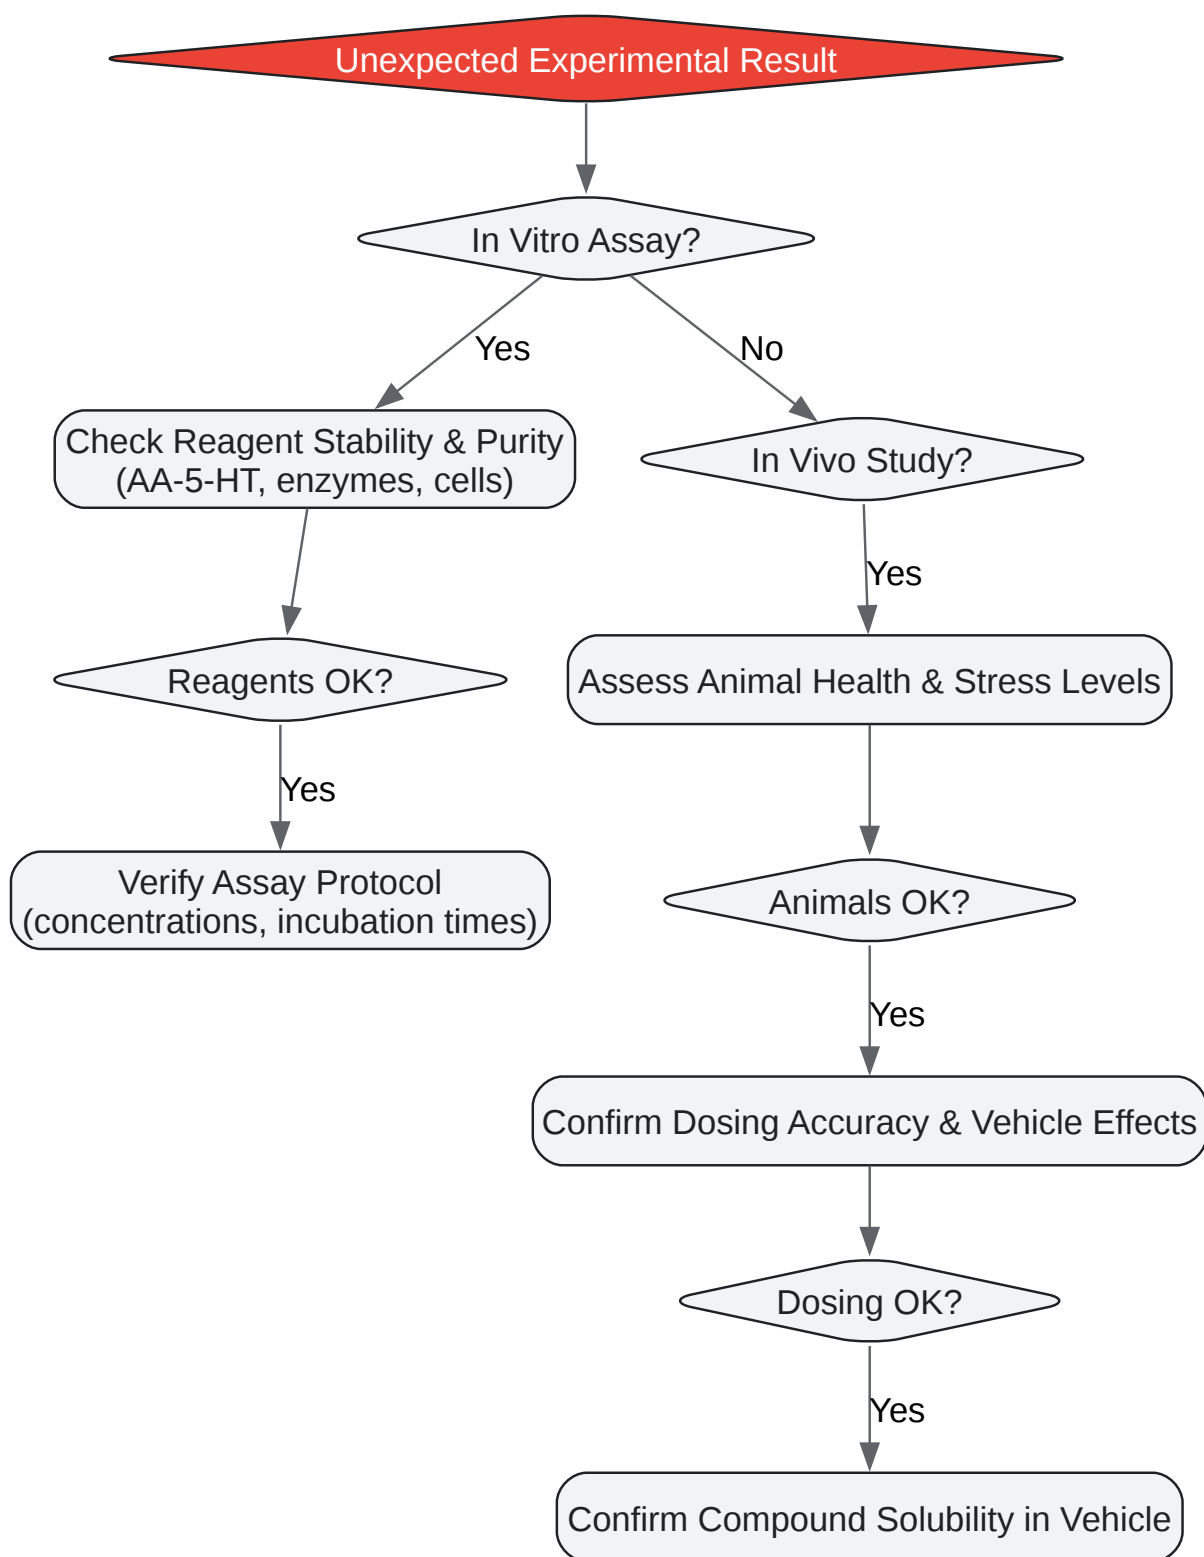 Unexpected Experimental Result
In Vitro Assay?
Yes
No
Check Reagent Stability & Purity
(AA-5-HT, enzymes, cells)
In Vivo Study?
Yes
Reagents OK?
Assess Animal Health & Stress Levels
Yes
Verify Assay Protocol
(concentrations, incubation times)
Animals OK?
Yes
Confirm Dosing Accuracy & Vehicle Effects
Dosing OK?
Yes
Confirm Compound Solubility in Vehicle